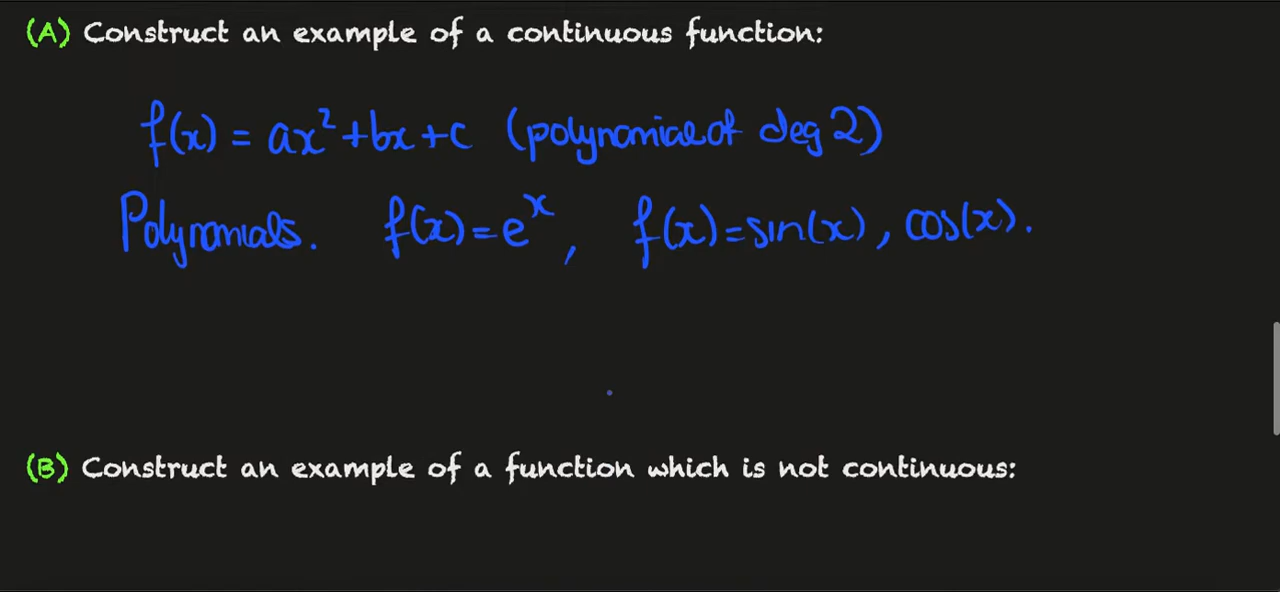 (A) Construct an example of a continuous function:
f(x) = ax² + bx + c (polynomial of deg 2)
Polynomials. f(x) = eˣ, f(x) = sin(x), cos(x).
(B) Construct an example of a function which is not continuous: